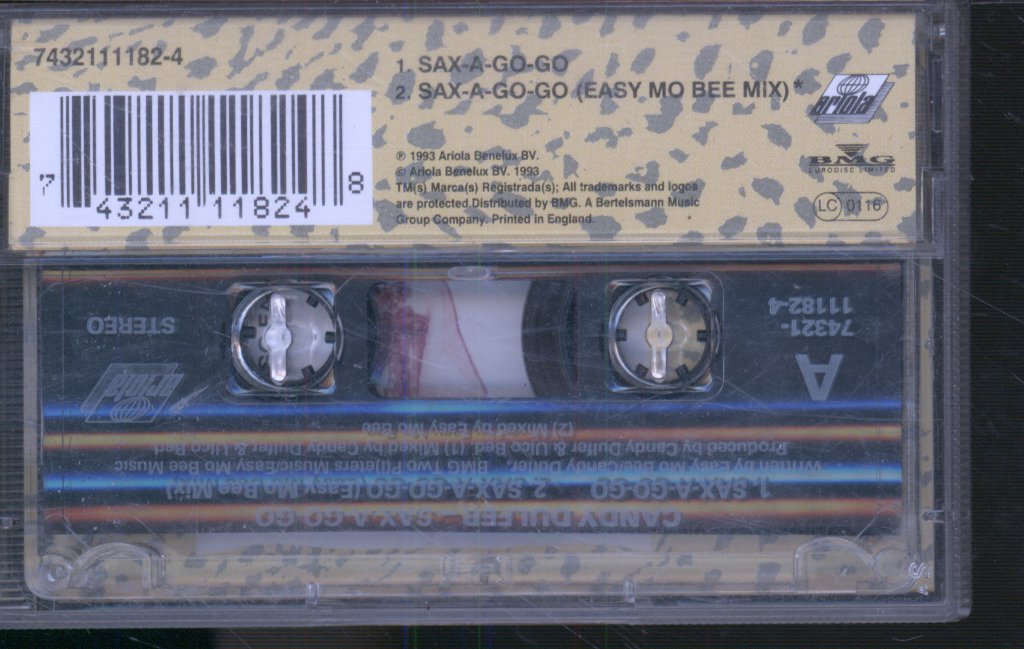 7432111182-4
1. SAX-A-GO-GO
2. SAX-A-GO-GO (EASY MO BEE MIX) *
ariola
7 43211 11824 8
℗ 1993 Ariola Benelux BV.
© Ariola Benelux BV. 1993
TM(s) Marca(s) Registrada(s); All trademarks and logos
are protected.Distributed by BMG. A Bertelsmann Music
Group Company. Printed in England.
BMG
EURODISC LIMITED
LC 0116
CANDY DULFER – SAX-A-GO-GO
1. SAX-A-GO-GO 2. SAX-A-GO-GO (Easy Mo Bee Mix)
Written by Easy Mo Bee/Candy Dulfer. BMG Two Pi/Jeters Music/Easy Mo Bee Music
Produced by Candy Dulfer & Ulco Bed (1) Mixed by Candy Dulfer & Ulco Bed
(2) Mixed by Easy Mo Bee
A
ariola
74321-
11182-4
STEREO